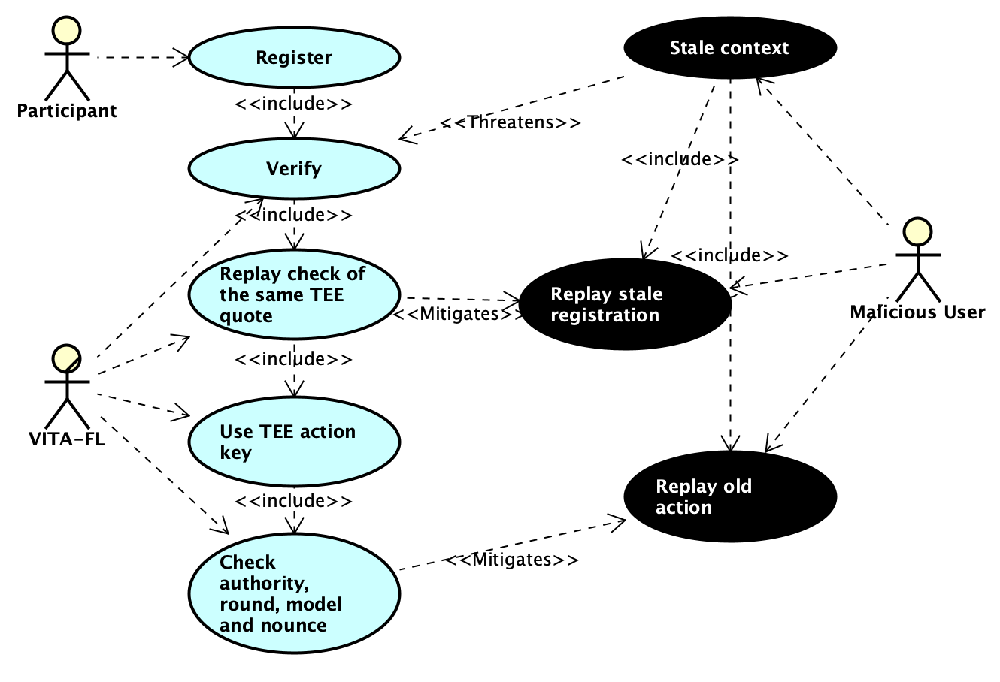 Register
Stale context
Participant
<<include>>
<<Threatens>>
Verify
<<include>>
<<include>>
<<include>>
Replay check of
the same TEE
quote
Replay stale
registration
<<Mitigates>>
Malicious User
<<include>>
VITA-FL
Use TEE action
key
<<include>>
Replay old
action
Check
authority,
round, model
and nounce
<<Mitigates>>